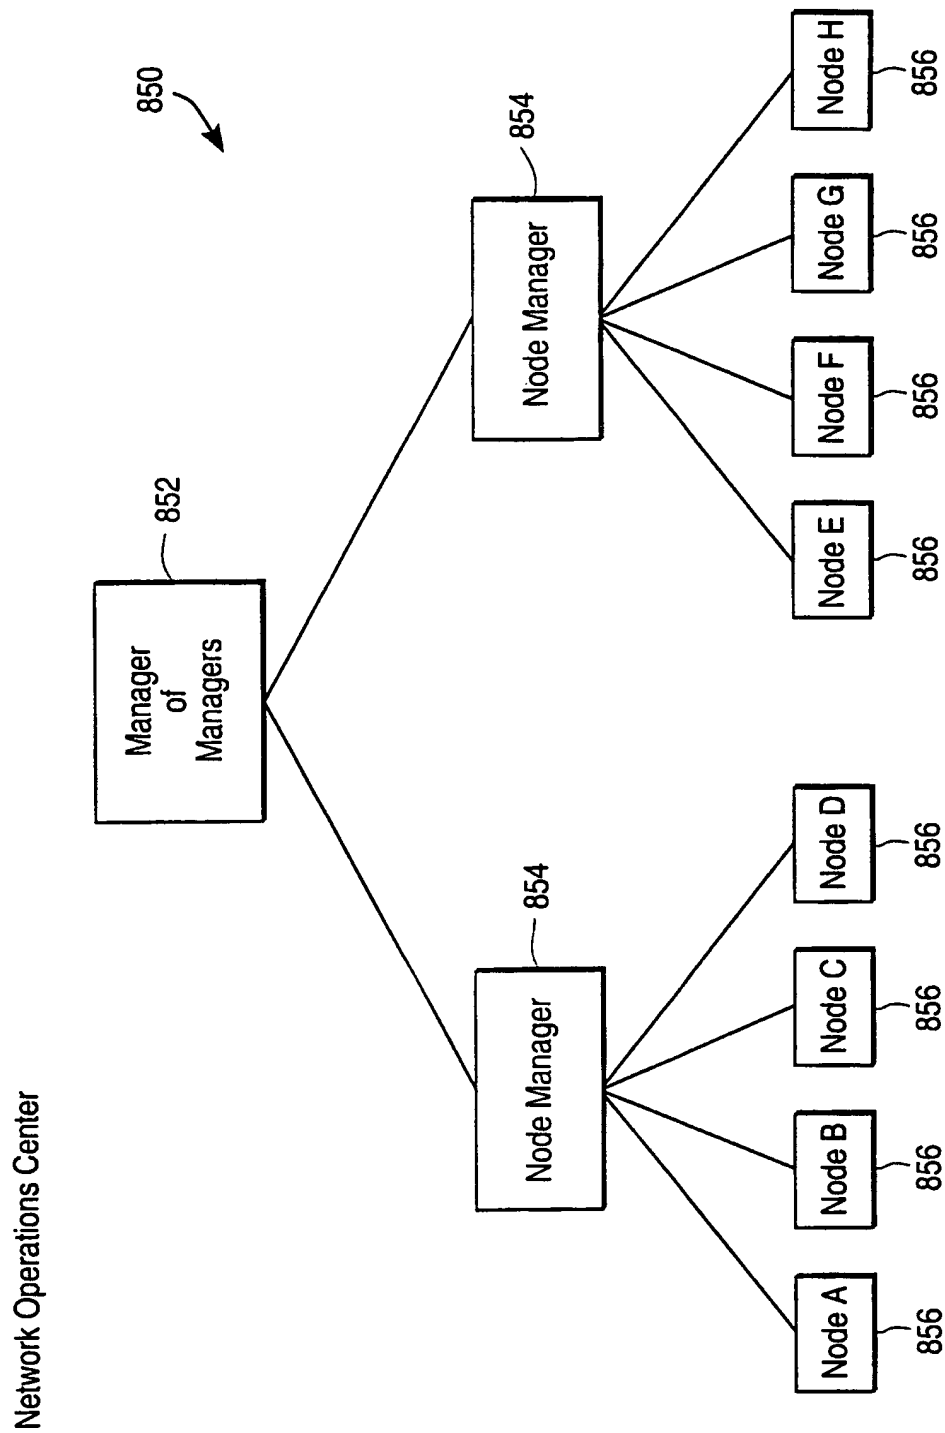 Network Operations Center
850
Manager
of
Managers
852
Node Manager
854
Node Manager
854
Node A
Node B
Node C
Node D
Node E
Node F
Node G
Node H
856
856
856
856
856
856
856
856